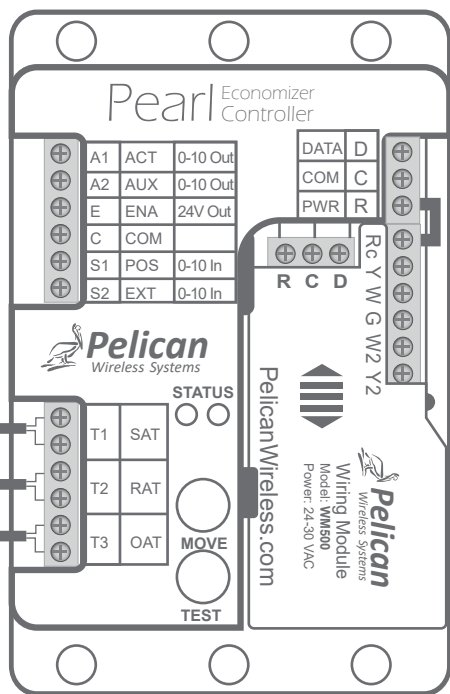 Pearl Economizer Controller
A1 ACT 0-10 Out
A2 AUX 0-10 Out
E ENA 24V Out
C COM
S1 POS 0-10 In
S2 EXT 0-10 In
DATA D
COM C
PWR R
R C D
Rc Y W G W2 Y2
Pelican
Wireless Systems
STATUS
T1 SAT
T2 RAT
T3 OAT
MOVE
TEST
PelicanWireless.com
Pelican
Wireless Systems
Wiring Module
Model: WM500
Power: 24-30 VAC